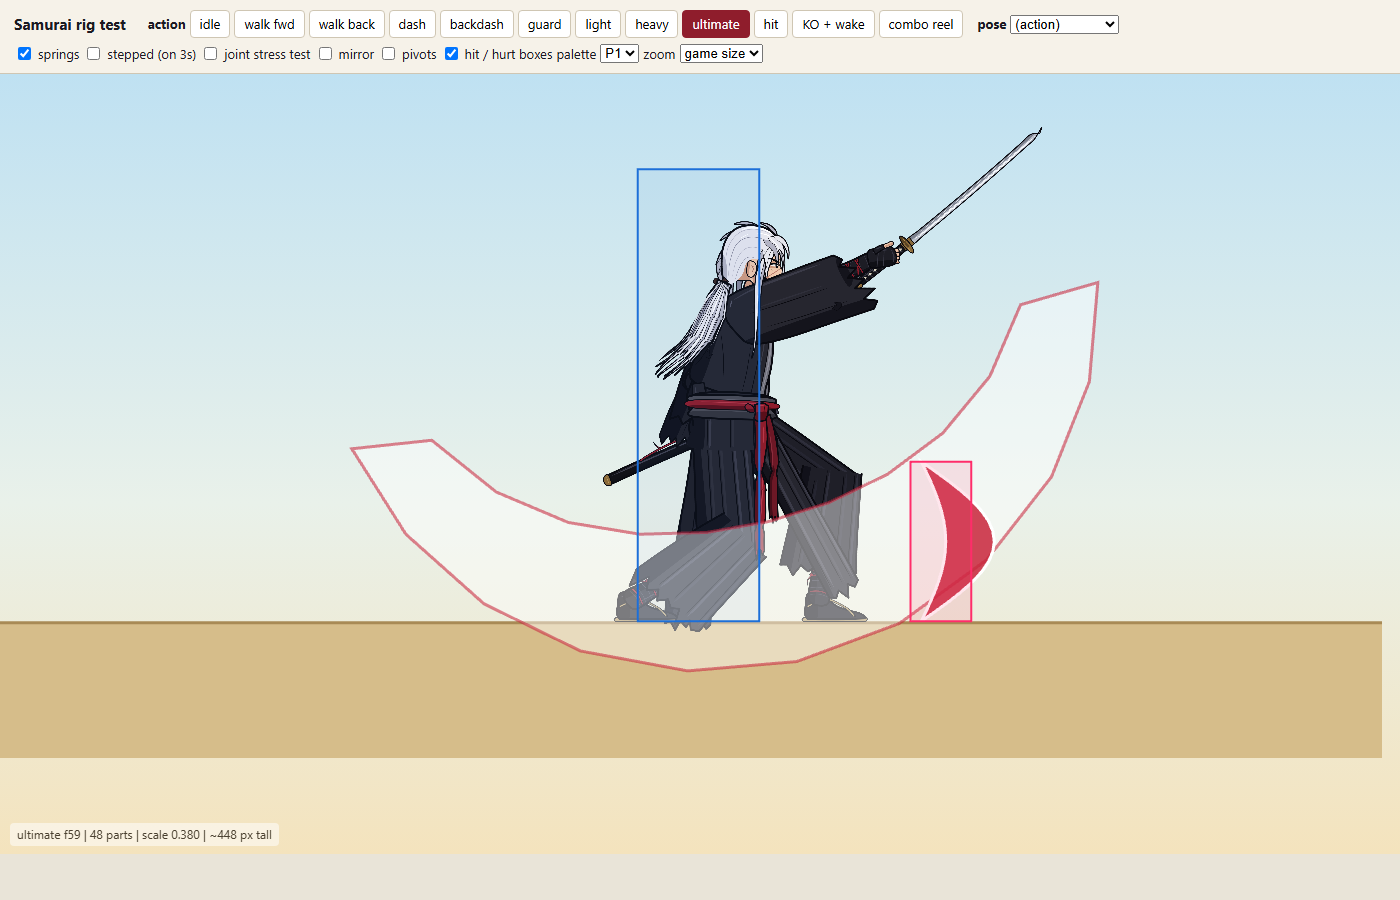 Samurai rig test action idle walk fwd walk back dash backdash guard light heavy ultimate hit KO + wake combo reel pose (action)
springs stepped (on 3s) joint stress test mirror pivots hit / hurt boxes palette P1 zoom game size
ultimate f59 | 48 parts | scale 0.380 | ~448 px tall